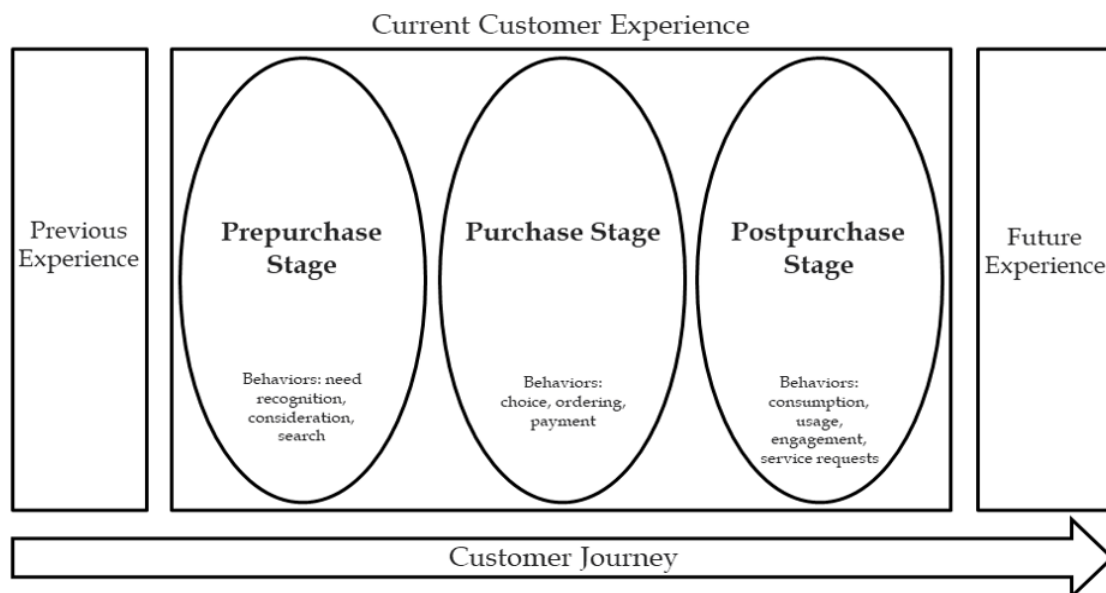 Current Customer Experience
Previous
Experience
Prepurchase
Stage
Behaviors: need
recognition,
consideration,
search
Purchase Stage
Behaviors:
choice, ordering,
payment
Postpurchase
Stage
Behaviors:
consumption,
usage,
engagement,
service requests
Future
Experience
Customer Journey